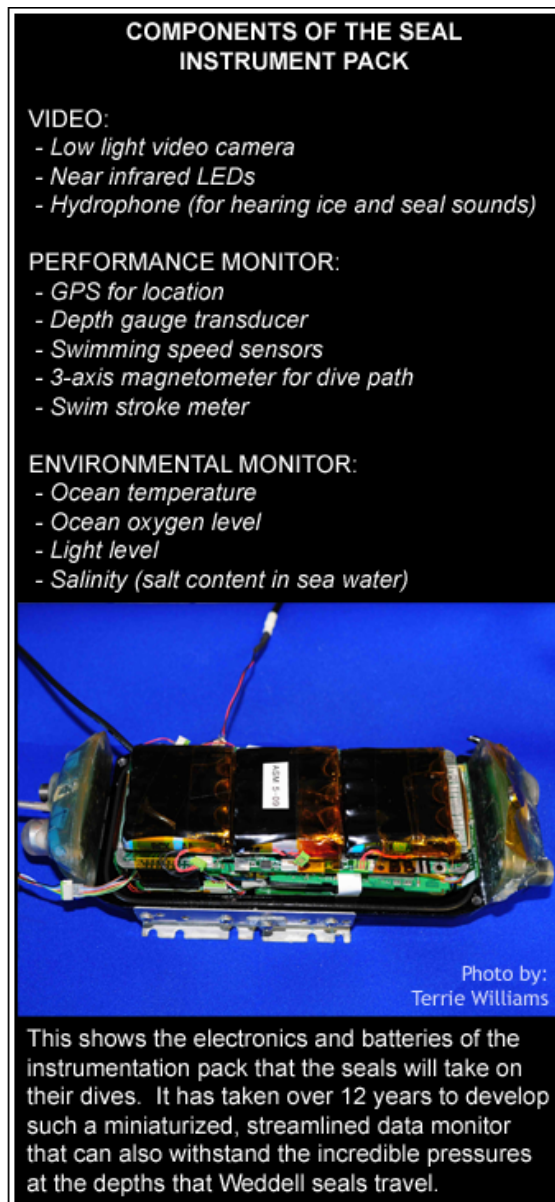 COMPONENTS OF THE SEAL
INSTRUMENT PACK
VIDEO:
- Low light video camera
- Near infrared LEDs
- Hydrophone (for hearing ice and seal sounds)
PERFORMANCE MONITOR:
- GPS for location
- Depth gauge transducer
- Swimming speed sensors
- 3-axis magnetometer for dive path
- Swim stroke meter
ENVIRONMENTAL MONITOR:
- Ocean temperature
- Ocean oxygen level
- Light level
- Salinity (salt content in sea water)
ASM 5-09
Photo by:
Terrie Williams
This shows the electronics and batteries of the
instrumentation pack that the seals will take on
their dives.  It has taken over 12 years to develop
such a miniaturized, streamlined data monitor
that can also withstand the incredible pressures
at the depths that Weddell seals travel.